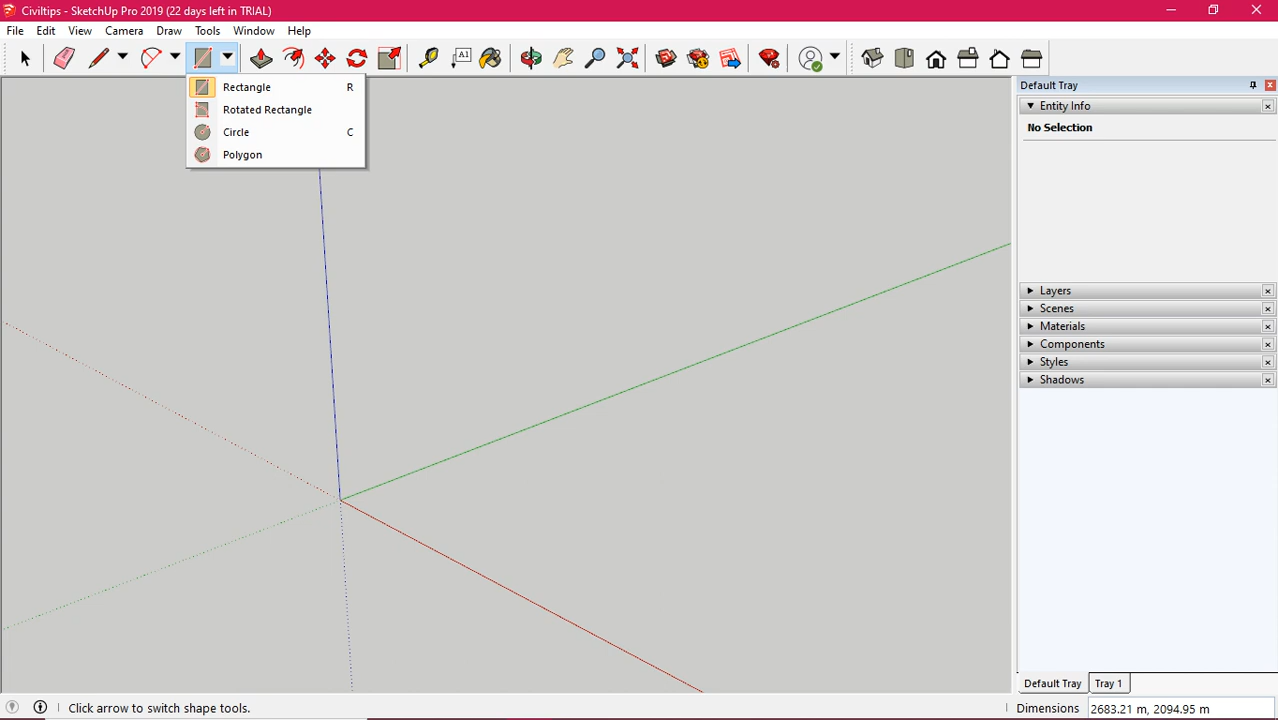 Civiltips - SketchUp Pro 2019 (22 days left in TRIAL)
File Edit View Camera Draw Tools Window Help
A1
Rectangle R
Rotated Rectangle
Circle C
Polygon
Default Tray
Entity Info
No Selection
Layers
Scenes
Materials
Components
Styles
Shadows
Default Tray Tray 1
Click arrow to switch shape tools.
Dimensions 2683.21 m, 2094.95 m